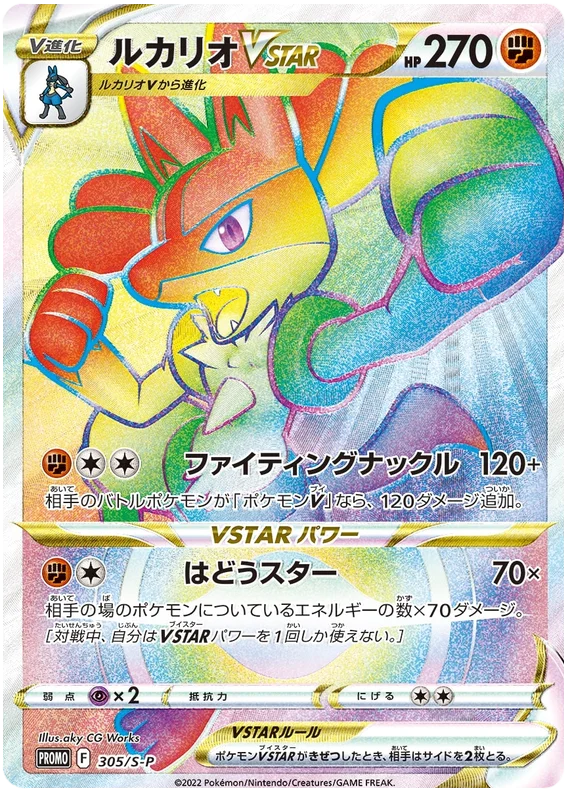 V進化
ルカリオVSTAR
HP270
ルカリオVから進化
ファイティングナックル 120+
相手のバトルポケモンが「ポケモンV」なら、120ダメージ追加。
VSTARパワー
はどうスター 70×
相手の場のポケモンについているエネルギーの数×70ダメージ。
[対戦中、自分はVSTARパワーを1回しか使えない。]
弱点 ×2 抵抗力 にげる
Illus.aky CG Works
VSTARルール
PROMO F 305/S-P
ポケモンVSTARがきぜつしたとき、相手はサイドを2枚とる。
©2022 Pokémon/Nintendo/Creatures/GAME FREAK.